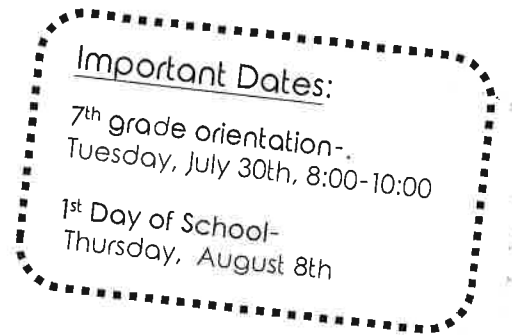 Important Dates:
7th grade orientation-.
Tuesday, July 30th, 8:00-10:00
1st Day of School-
Thursday, August 8th